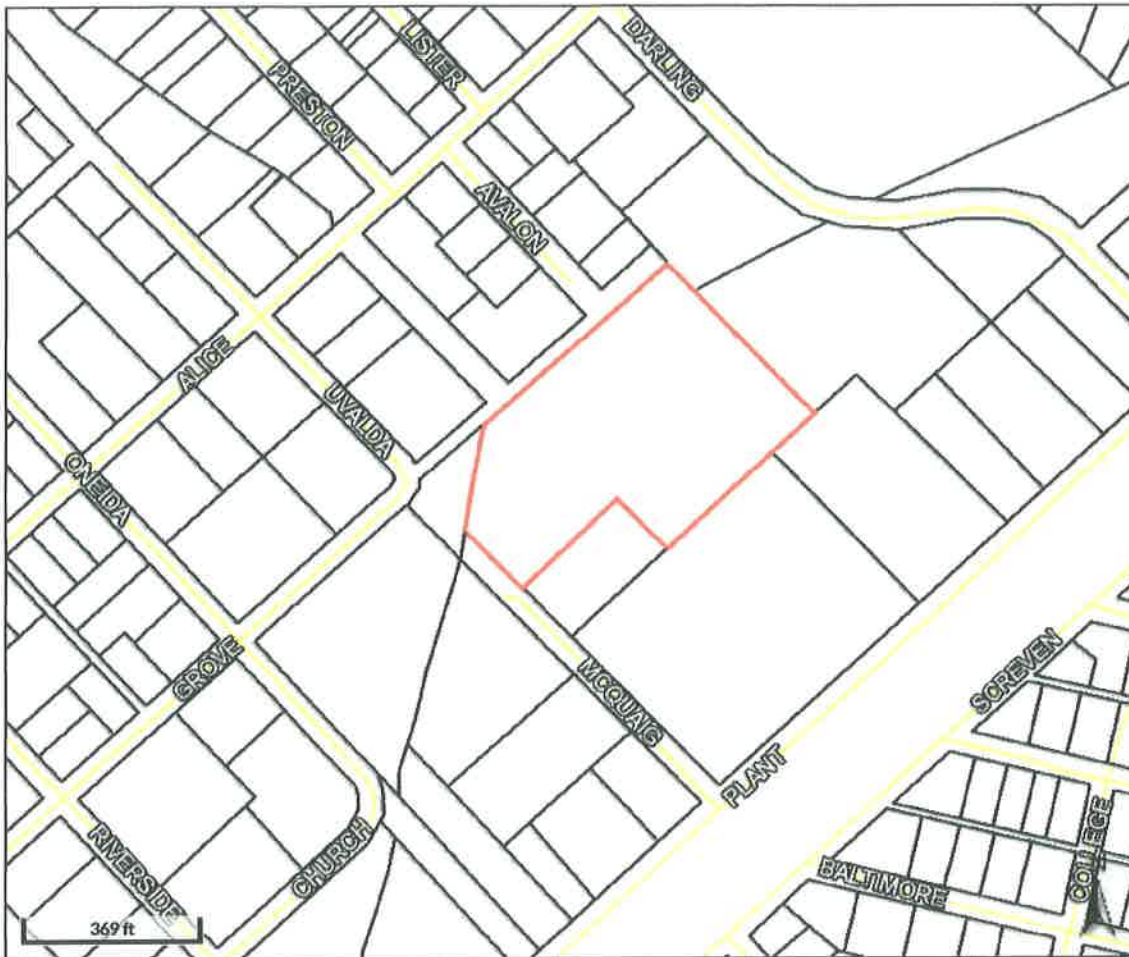 LISTER
DARLING
PRESTON
AVALON
ALICE
UVALDA
ONEIDA
GROVE
MCQUAIG
SCREVEN
PLANT
COLLEGE
RIVERSIDE
CHURCH
BALTIMORE
369 ft